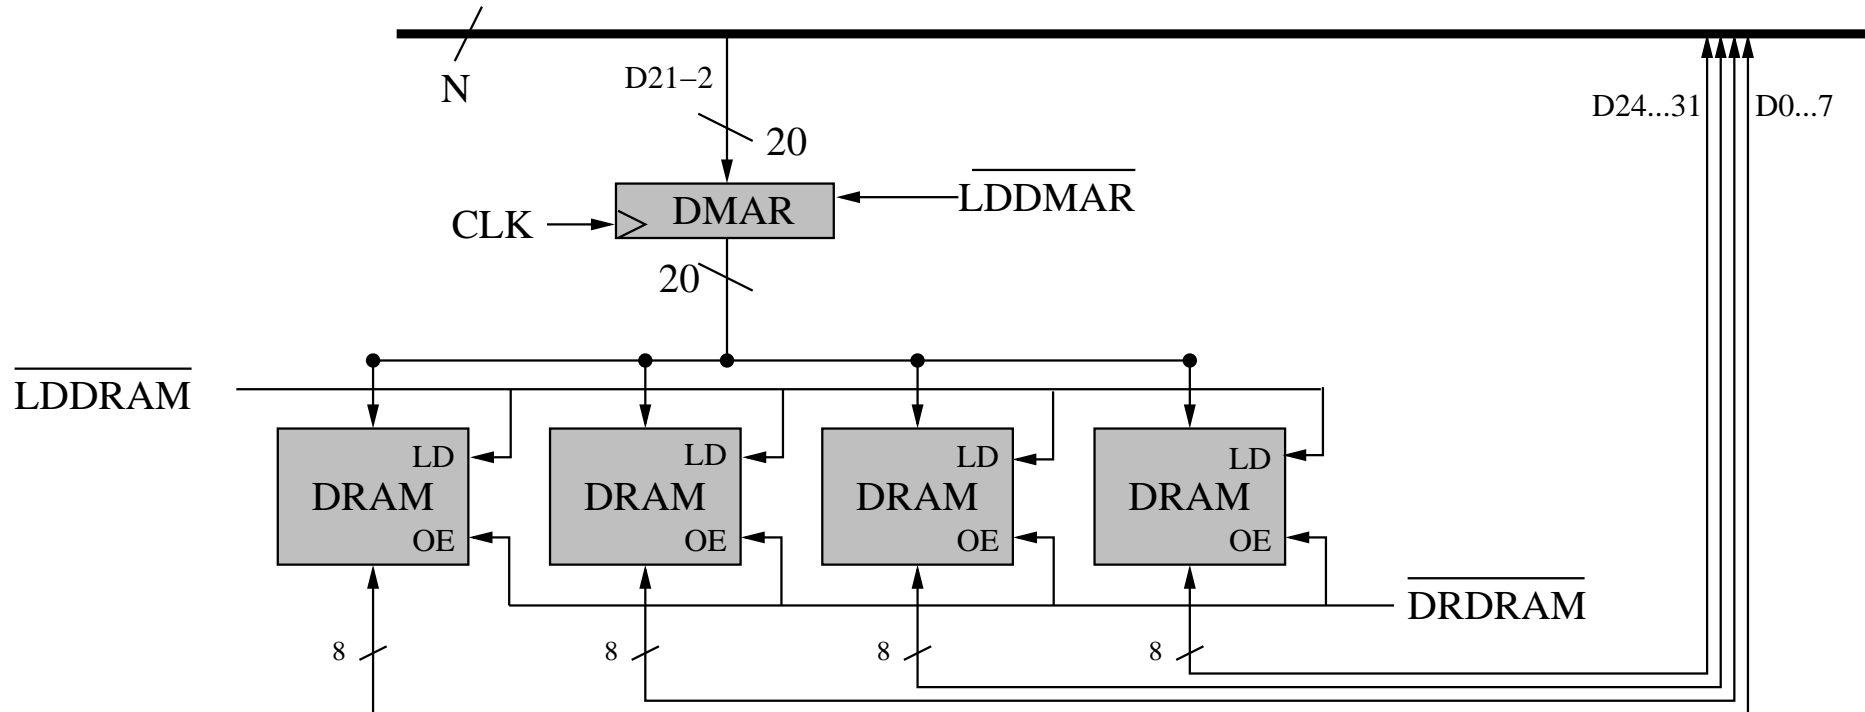 N
D21–2
20
D24...31
D0...7
CLK
DMAR
LDDMAR
20
LDDRAM
LD
DRAM
OE
LD
DRAM
OE
LD
DRAM
OE
LD
DRAM
OE
DRDRAM
8
8
8
8